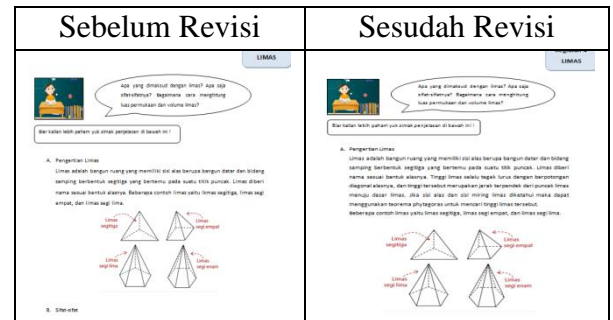 Sebelum Revisi
LIMAS
Apa yang dimaksud dengan limas? Apa saja
sifat-sifatnya? Bagaimana cara menghitung
luas permukaan dan volume limas?
Biar kalian lebih paham yuk simak penjelasan di bawah ini !
A. Pengertian Limas
Limas adalah bangun ruang yang memiliki sisi alas berupa bangun datar dan bidang
samping berbentuk segitiga yang bertemu pada suatu titik puncak. Limas diberi
nama sesuai bentuk alasnya. Beberapa contoh limas yaitu limas segitiga, limas segi
empat, dan limas segi lima.
Limas
segitiga
Limas
segi empat
Limas
segi lima
Limas
segi enam
B. Sifat-sifat
Sesudah Revisi
LIMAS
Apa yang dimaksud dengan limas? Apa saja
sifat-sifatnya? Bagaimana cara menghitung
luas permukaan dan volume limas?
Biar kalian lebih paham yuk simak penjelasan di bawah ini !
A. Pengertian Limas
Limas adalah bangun ruang yang memiliki sisi alas berupa bangun datar dan bidang
samping berbentuk segitiga yang bertemu pada suatu titik puncak. Limas diberi
nama sesuai bentuk alasnya. Tinggi limas selalu tegak lurus dengan berpotongan
diagonal alasnya, dan tinggi tersebut merupakan jarak terpendek dari puncak limas
menuju dasar limas. Jika sisi alas dan sisi miring limas diketahui maka dapat
menggunakan teorema phytagoras untuk mencari tinggi limas tersebut.
Beberapa contoh limas yaitu limas segitiga, limas segi empat, dan limas segi lima.
Limas
segitiga
Limas
segi empat
Limas
segi lima
Limas
segi enam